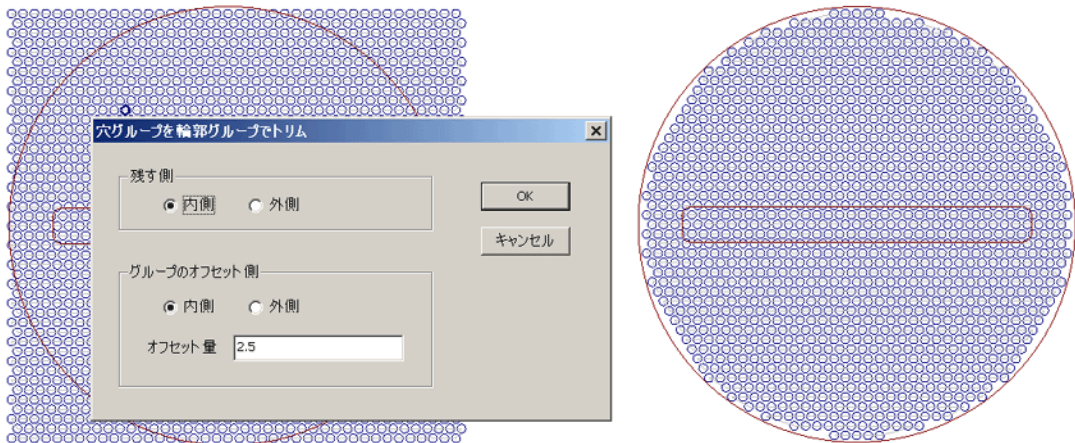 穴グループを輪郭グループでトリム
残す側
内側 外側
OK
キャンセル
グループのオフセット側
内側 外側
オフセット量 2.5